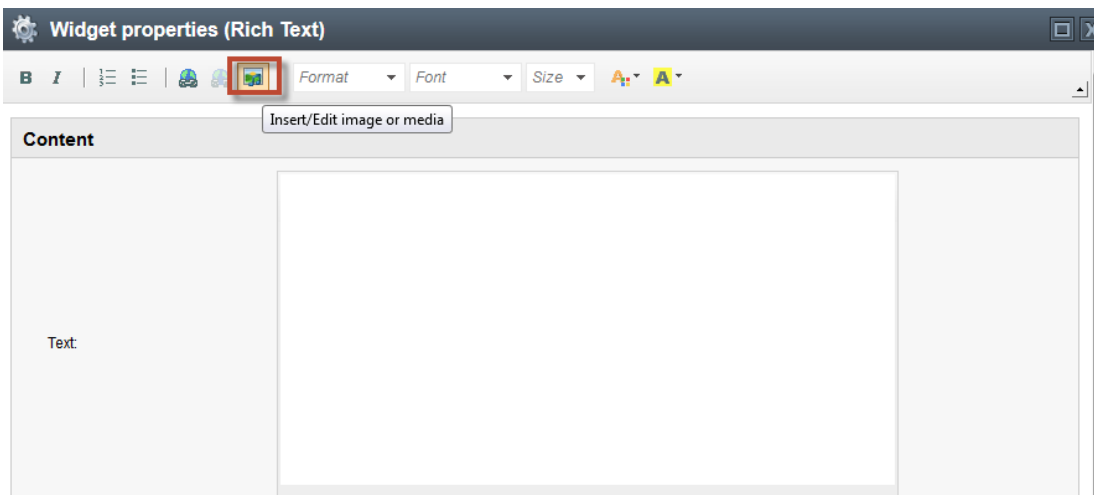 Widget properties (Rich Text)
B I Format Font Size A A
Insert/Edit image or media
Content
Text: